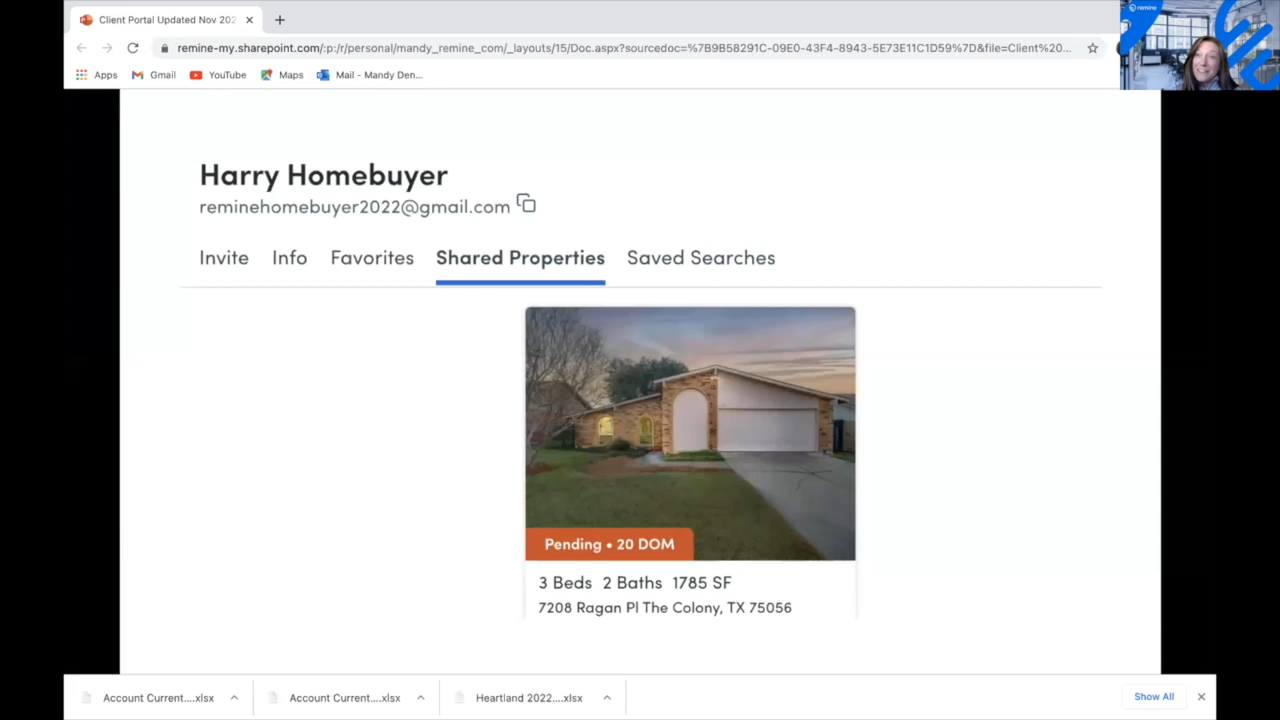 Client Portal Updated Nov 202
remine-my.sharepoint.com/:p:/r/personal/mandy_remine_com/_layouts/15/Doc.aspx?sourcedoc=%7B9B58291C-09E0-43F4-8943-5E73E11C1D59%7D&file=Client%20...
Apps Gmail YouTube Maps Mail - Mandy Den...
remine
Harry Homebuyer
reminehomebuyer2022@gmail.com
Invite Info Favorites Shared Properties Saved Searches
Pending • 20 DOM
3 Beds 2 Baths 1785 SF
7208 Ragan Pl The Colony, TX 75056
Account Current....xlsx Account Current....xlsx Heartland 2022....xlsx Show All